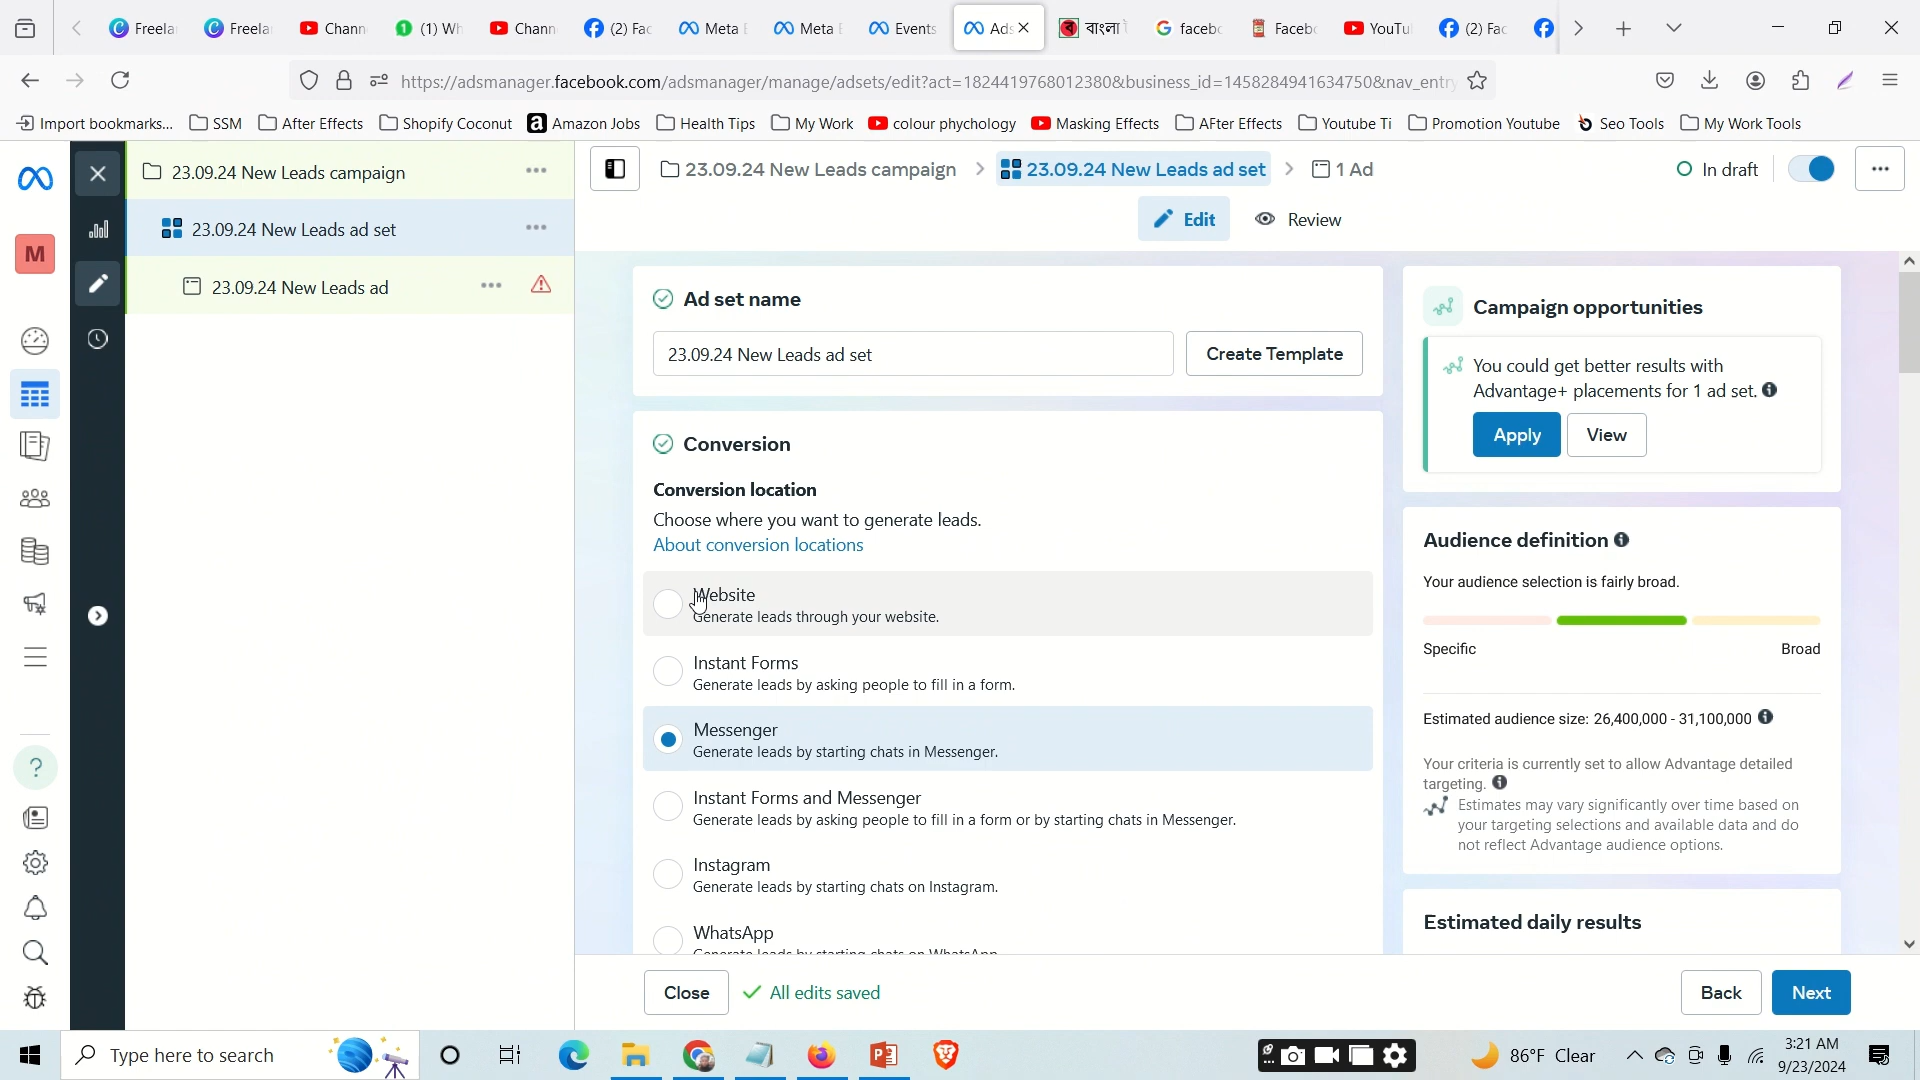 Freelan
Freelan
Chann
(1) Wh
Chann
(2) Fac
Meta E
Meta E
Events
Ads
faceb
Faceb
YouTu
(2) Fac
https://adsmanager.facebook.com/adsmanager/manage/adsets/edit?act=1824419768012380&business_id=1458284941634750&nav_entry
Import bookmarks...
SSM
After Effects
Shopify Coconut
Amazon Jobs
Health Tips
My Work
colour phychology
Masking Effects
AFter Effects
Youtube Ti
Promotion Youtube
Seo Tools
My Work Tools
M
23.09.24 New Leads campaign
23.09.24 New Leads ad set
23.09.24 New Leads ad
23.09.24 New Leads campaign
23.09.24 New Leads ad set
1 Ad
In draft
Edit
Review
Ad set name
23.09.24 New Leads ad set
Create Template
Conversion
Conversion location
Choose where you want to generate leads.
About conversion locations
Website
Generate leads through your website.
Instant Forms
Generate leads by asking people to fill in a form.
Messenger
Generate leads by starting chats in Messenger.
Instant Forms and Messenger
Generate leads by asking people to fill in a form or by starting chats in Messenger.
Instagram
Generate leads by starting chats on Instagram.
WhatsApp
Generate leads by starting chats on WhatsApp.
Campaign opportunities
You could get better results with
Advantage+ placements for 1 ad set.
Apply
View
Audience definition
Your audience selection is fairly broad.
Specific
Broad
Estimated audience size: 26,400,000 - 31,100,000
Your criteria is currently set to allow Advantage detailed
targeting.
Estimates may vary significantly over time based on
your targeting selections and available data and do
not reflect Advantage audience options.
Estimated daily results
Close
All edits saved
Back
Next
Type here to search
86°F Clear
3:21 AM
9/23/2024